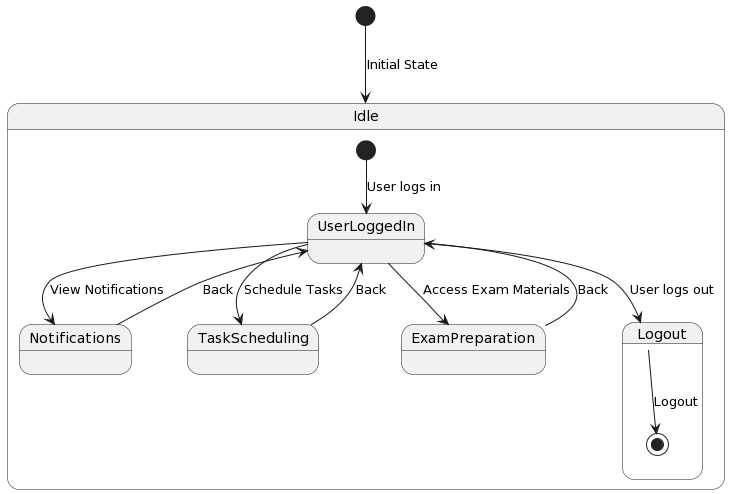 Initial State
Idle
User logs in
UserLoggedIn
View Notifications
Back
Schedule Tasks
Back
Access Exam Materials
Back
User logs out
Notifications
TaskScheduling
ExamPreparation
Logout
Logout